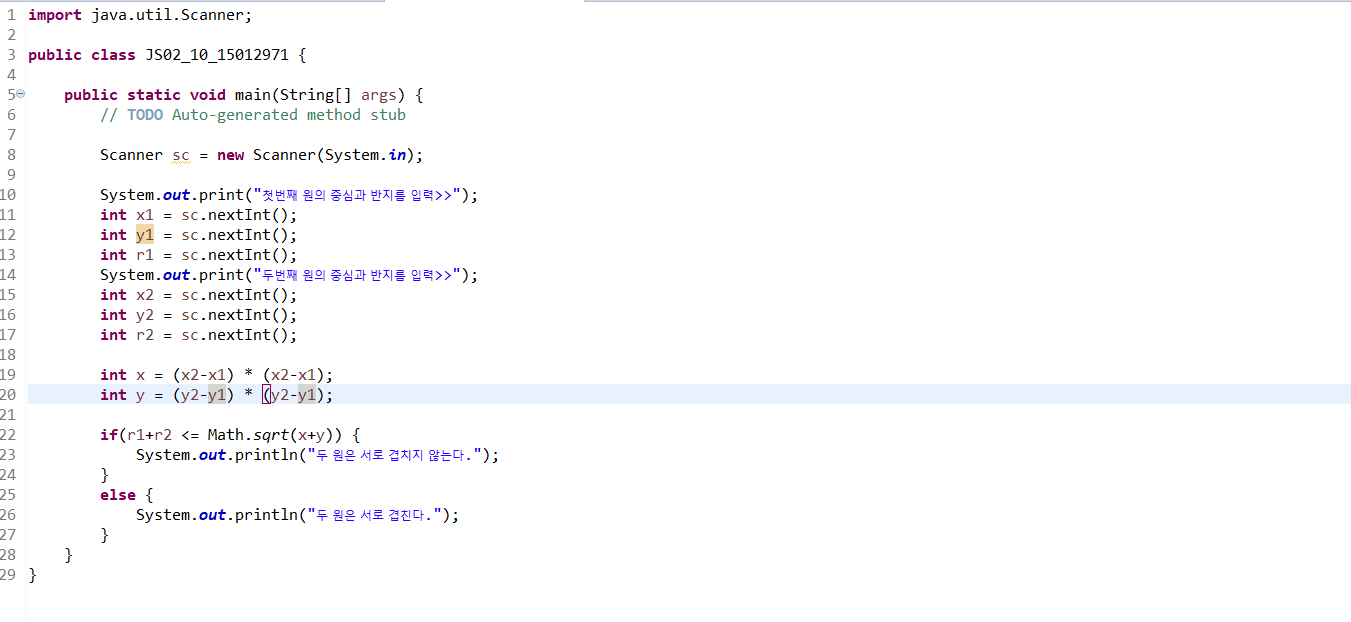 1 import java.util.Scanner;
2
3 public class JS02_10_15012971 {
4
5 public static void main(String[] args) {
6 // TODO Auto-generated method stub
7
8 Scanner sc = new Scanner(System.in);
9
10 System.out.print("첫번째 원의 중심과 반지름 입력>>");
11 int x1 = sc.nextInt();
12 int y1 = sc.nextInt();
13 int r1 = sc.nextInt();
14 System.out.print("두번째 원의 중심과 반지름 입력>>");
15 int x2 = sc.nextInt();
16 int y2 = sc.nextInt();
17 int r2 = sc.nextInt();
18
19 int x = (x2-x1) * (x2-x1);
20 int y = (y2-y1) * (y2-y1);
21
22 if(r1+r2 <= Math.sqrt(x+y)) {
23 System.out.println("두 원은 서로 겹치지 않는다.");
24 }
25 else {
26 System.out.println("두 원은 서로 겹친다.");
27 }
28 }
29 }